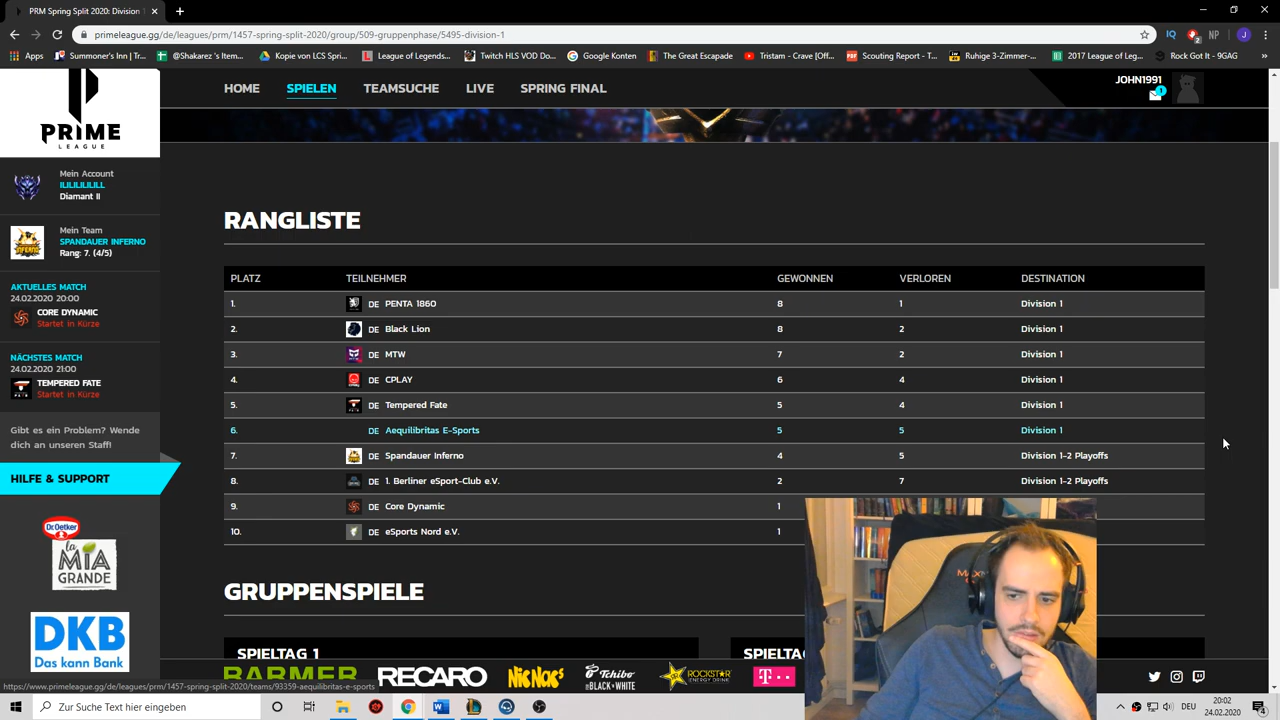 PRM Spring Split 2020: Division
primeleague.gg/de/leagues/prm/1457-spring-split-2020/group/509-gruppenphase/5495-division-1
IQ
2
NP
J
Apps
Summoner's Inn | Tr...
@Shakarez 's Item...
Kopie von LCS Spri...
League of Legends...
Twitch HLS VOD Do...
Google Konten
The Great Escapade
Tristam - Crave [Off...
PDF
Scouting Report - T...
Ruhige 3-Zimmer-...
2017 League of Leg...
Rock Got It - 9GAG
PRIME
LEAGUE
HOME
SPIELEN
TEAMSUCHE
LIVE
SPRING FINAL
JOHN1991
1
Mein Account
Diamant II
Mein Team
SPANDAUER INFERNO
Rang: 7. (4/5)
AKTUELLES MATCH
24.02.2020 20:00
CORE DYNAMIC
Startet in Kürze
NÄCHSTES MATCH
24.02.2020 21:00
TEMPERED FATE
Startet in Kürze
Gibt es ein Problem? Wende
dich an unseren Staff!
HILFE & SUPPORT
Dr.Oetker
la
MiA
GRANDE
DKB
Das kann Bank
RANGLISTE
PLATZ TEILNEHMER GEWONNEN VERLOREN DESTINATION
1. DE PENTA 1860 8 1 Division 1
2. DE Black Lion 8 2 Division 1
3. DE MTW 7 2 Division 1
4. DE CPLAY 6 4 Division 1
5. DE Tempered Fate 5 4 Division 1
6. DE Aequilibritas E-Sports 5 5 Division 1
7. DE Spandauer Inferno 4 5 Division 1-2 Playoffs
8. DE 1. Berliner eSport-Club e.V. 2 7 Division 1-2 Playoffs
9. DE Core Dynamic 1
10. DE eSports Nord e.V. 1
GRUPPENSPIELE
SPIELTAG 1
BARMER
RECARO
NicNac's
Tchibo
BLACK 'N WHITE
ROCKSTAR
ENERGY DRINK
T
https://www.primeleague.gg/de/leagues/prm/1457-spring-split-2020/teams/93359-aequilibritas-e-sports
Zur Suche Text hier eingeben
DEU
20:02
24.02.2020
4